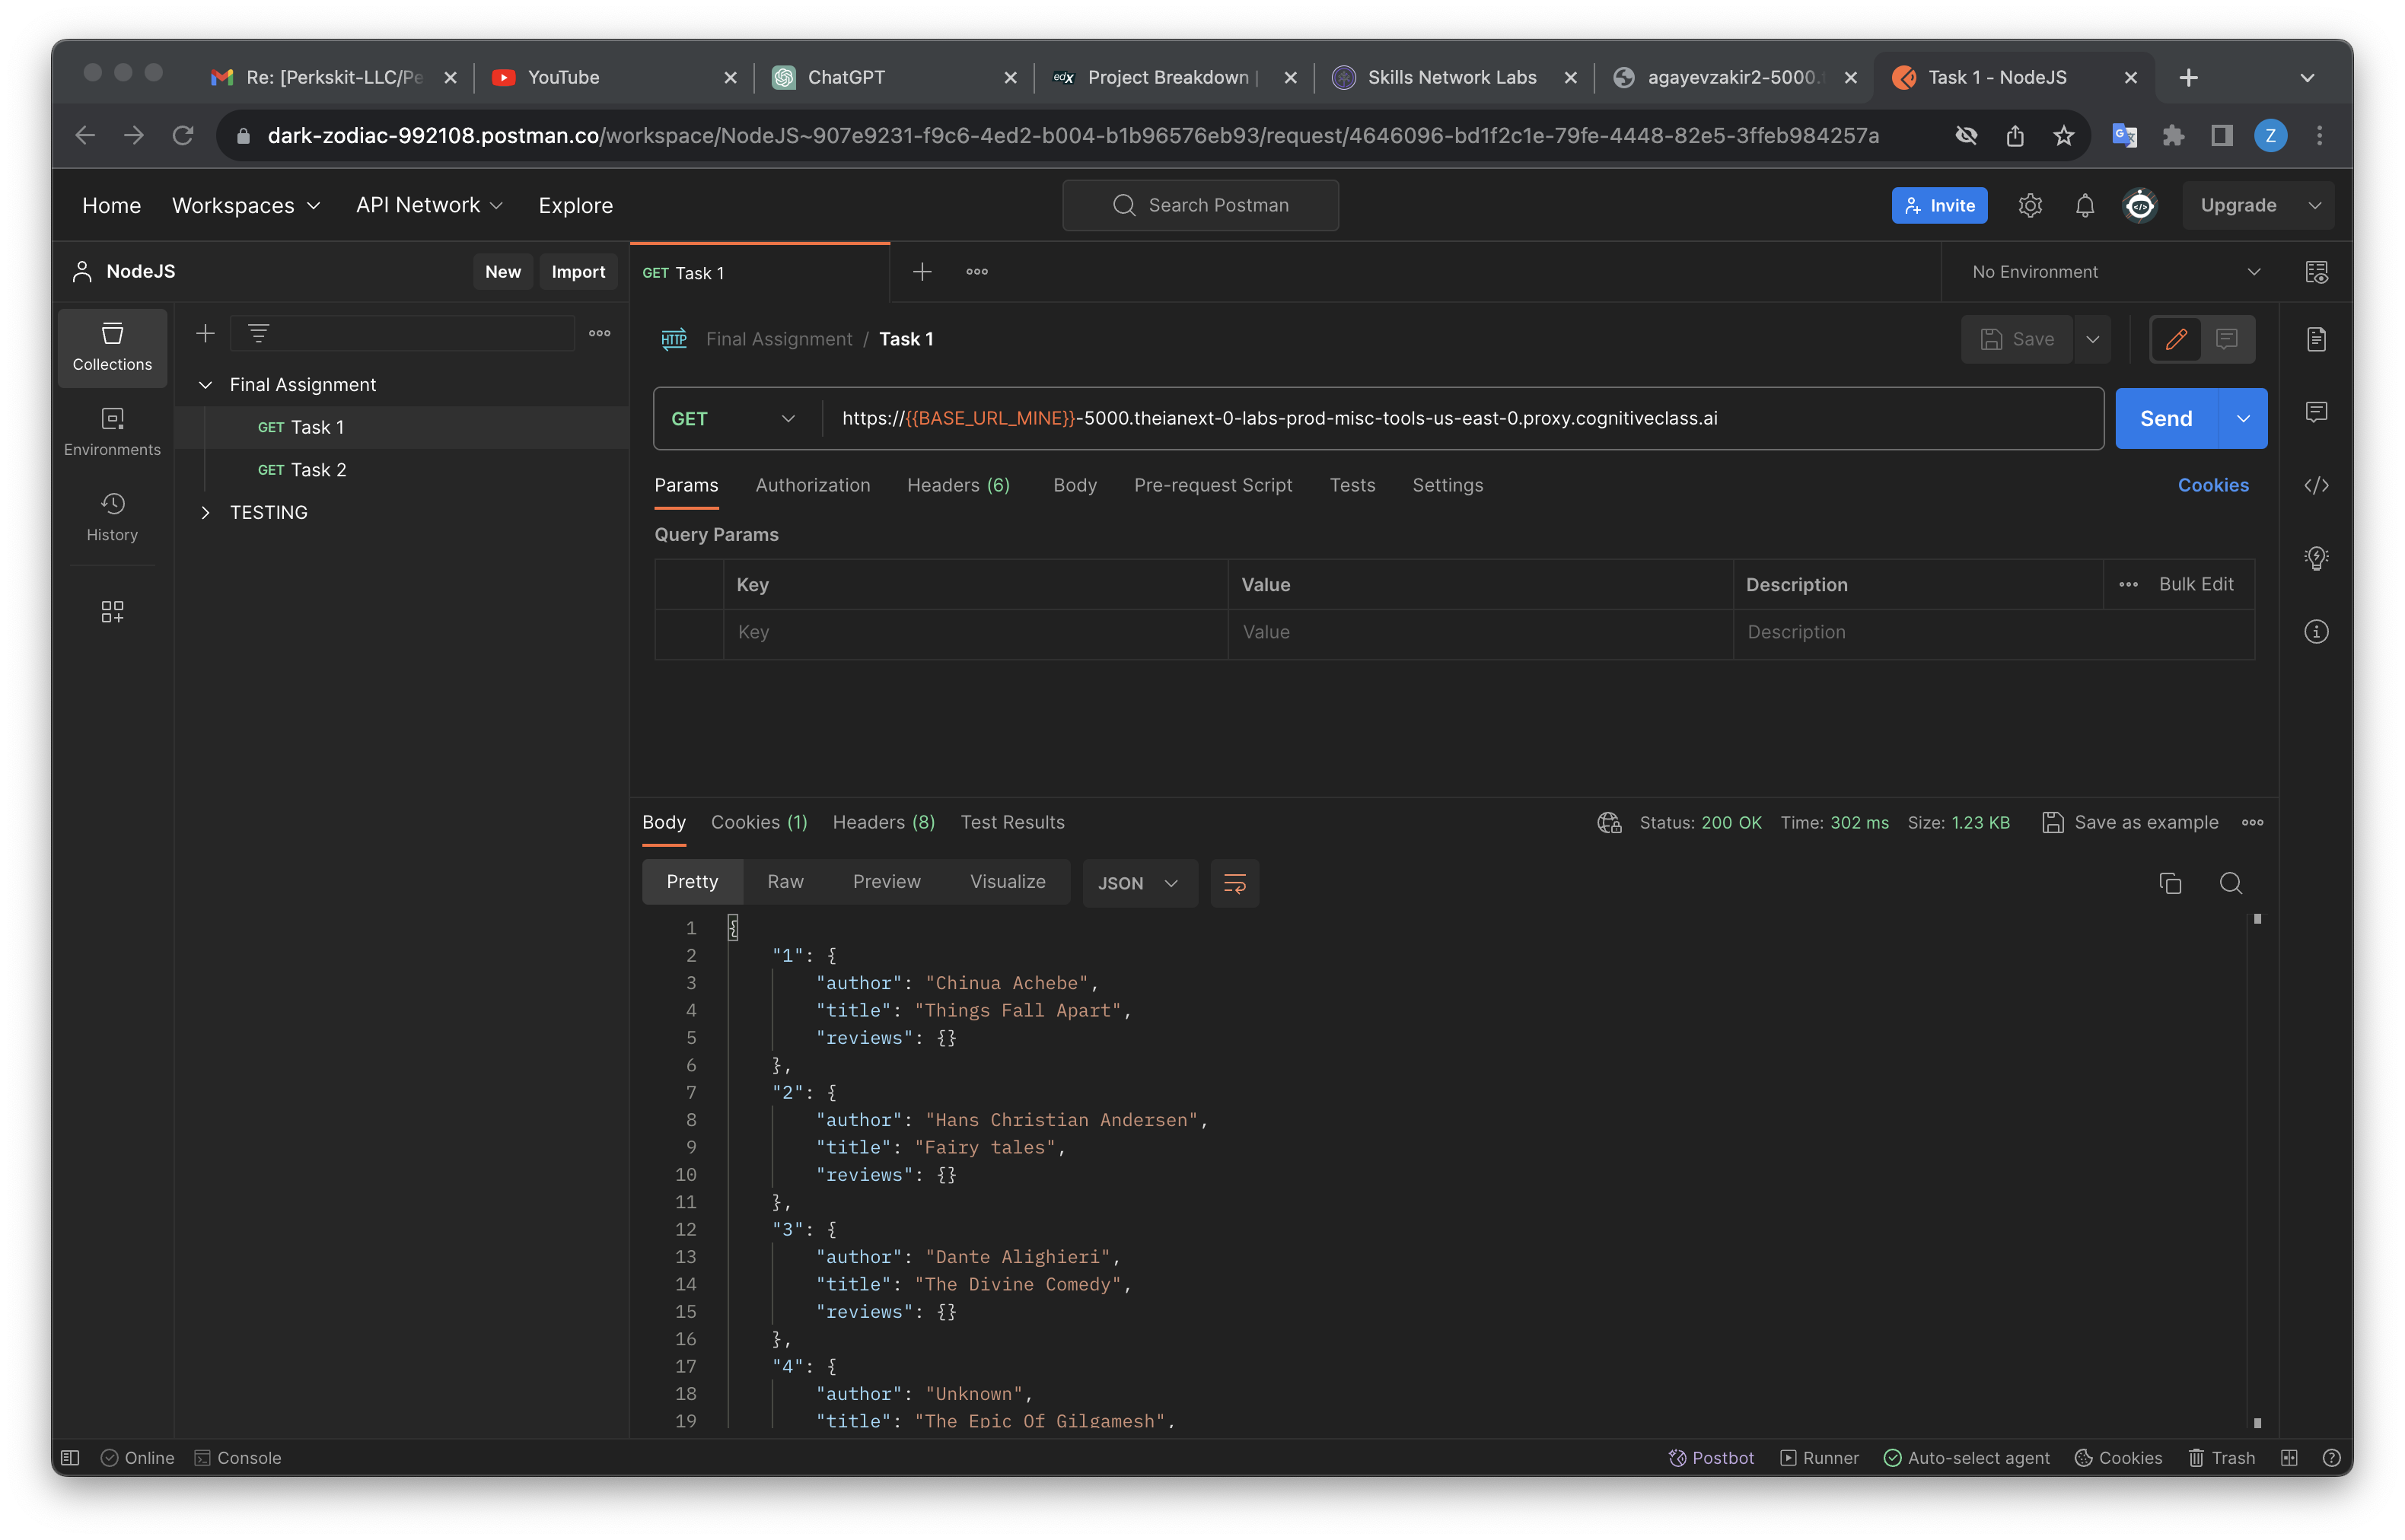 Re: [Perkskit-LLC/Pe
YouTube
ChatGPT
edX Project Breakdown |
Skills Network Labs
agayevzakir2-5000.
Task 1 - NodeJS
dark-zodiac-992108.postman.co/workspace/NodeJS~907e9231-f9c6-4ed2-b004-b1b96576eb93/request/4646096-bd1f2c1e-79fe-4448-82e5-3ffeb984257a
Z
Home Workspaces API Network Explore
Search Postman
Invite
Upgrade
NodeJS
New Import
GET Task 1
No Environment
Collections
Environments
History
Final Assignment
GET Task 1
GET Task 2
TESTING
HTTP Final Assignment / Task 1
Save
GET https://{{BASE_URL_MINE}}-5000.theianext-0-labs-prod-misc-tools-us-east-0.proxy.cognitiveclass.ai
Send
Params Authorization Headers (6) Body Pre-request Script Tests Settings Cookies
Query Params
Key Value Description Bulk Edit
Key Value Description
Body Cookies (1) Headers (8) Test Results Status: 200 OK Time: 302 ms Size: 1.23 KB Save as example
Pretty Raw Preview Visualize JSON
1 {
2 "1": {
3 "author": "Chinua Achebe",
4 "title": "Things Fall Apart",
5 "reviews": {}
6 },
7 "2": {
8 "author": "Hans Christian Andersen",
9 "title": "Fairy tales",
10 "reviews": {}
11 },
12 "3": {
13 "author": "Dante Alighieri",
14 "title": "The Divine Comedy",
15 "reviews": {}
16 },
17 "4": {
18 "author": "Unknown",
19 "title": "The Epic Of Gilgamesh",
Online Console Postbot Runner Auto-select agent Cookies Trash